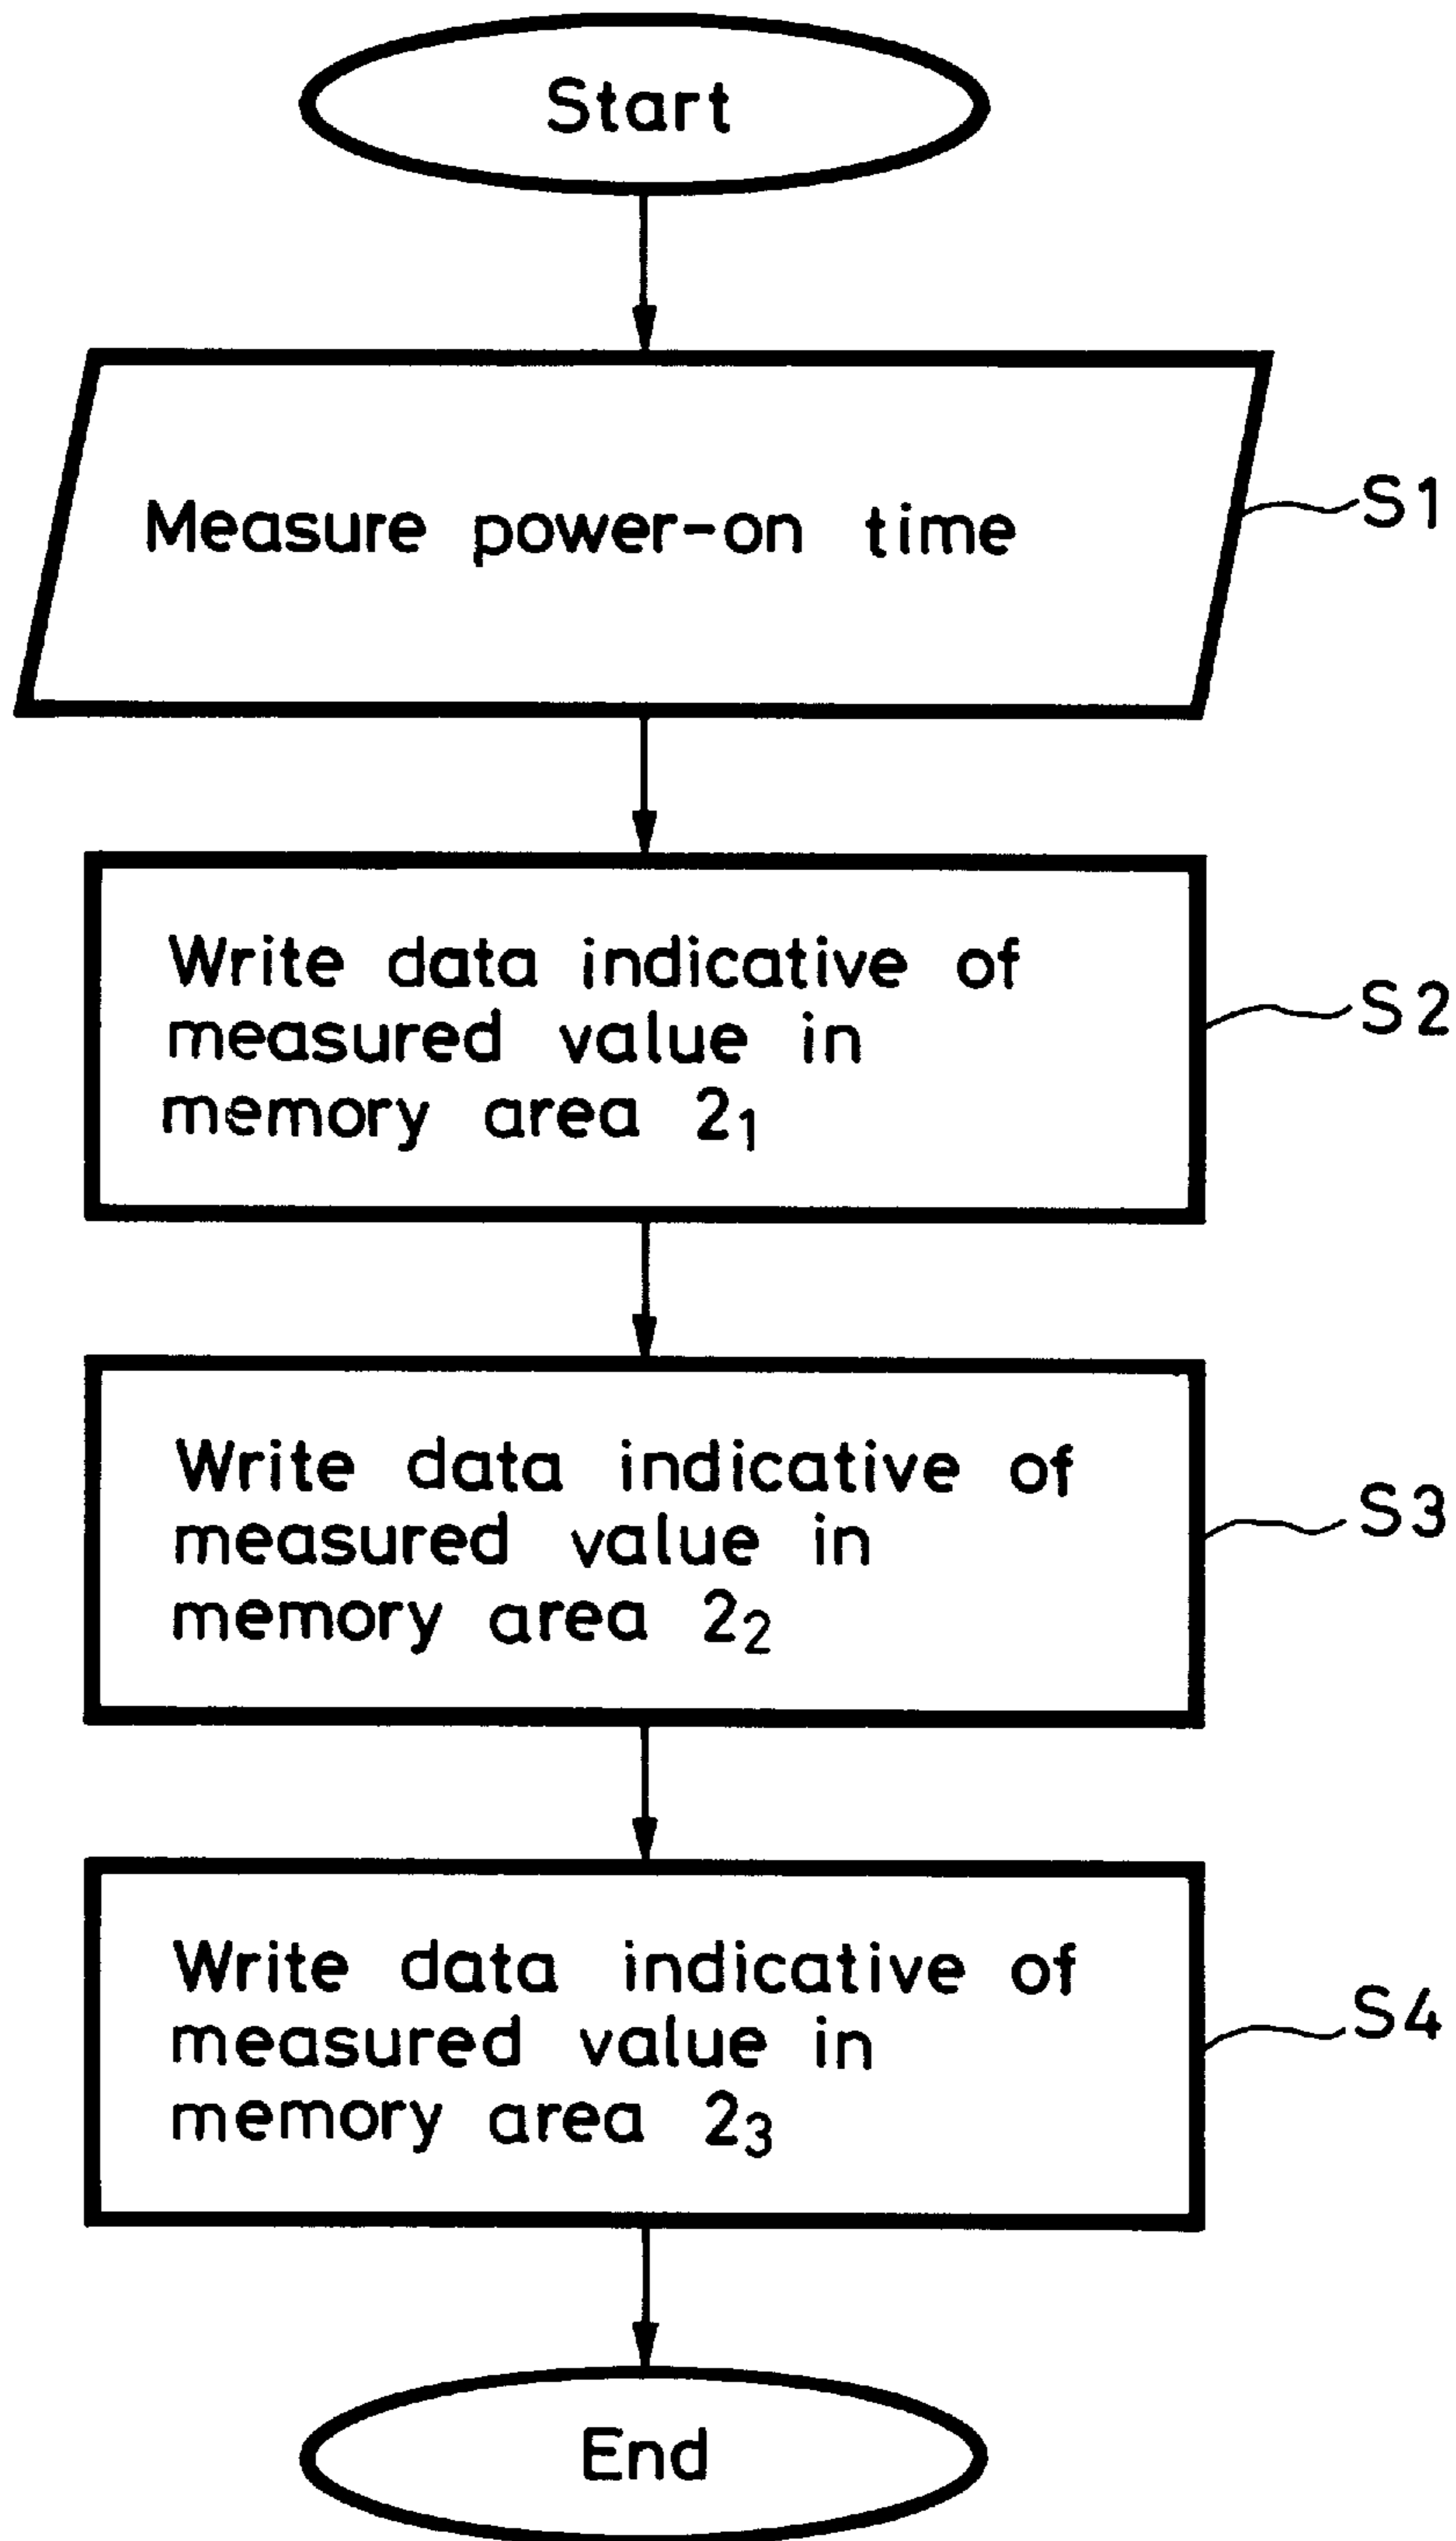 Start
Measure power-on time
S1
Write data indicative of
measured value in
memory area 2₁
S2
Write data indicative of
measured value in
memory area 2₂
S3
Write data indicative of
measured value in
memory area 2₃
S4
End